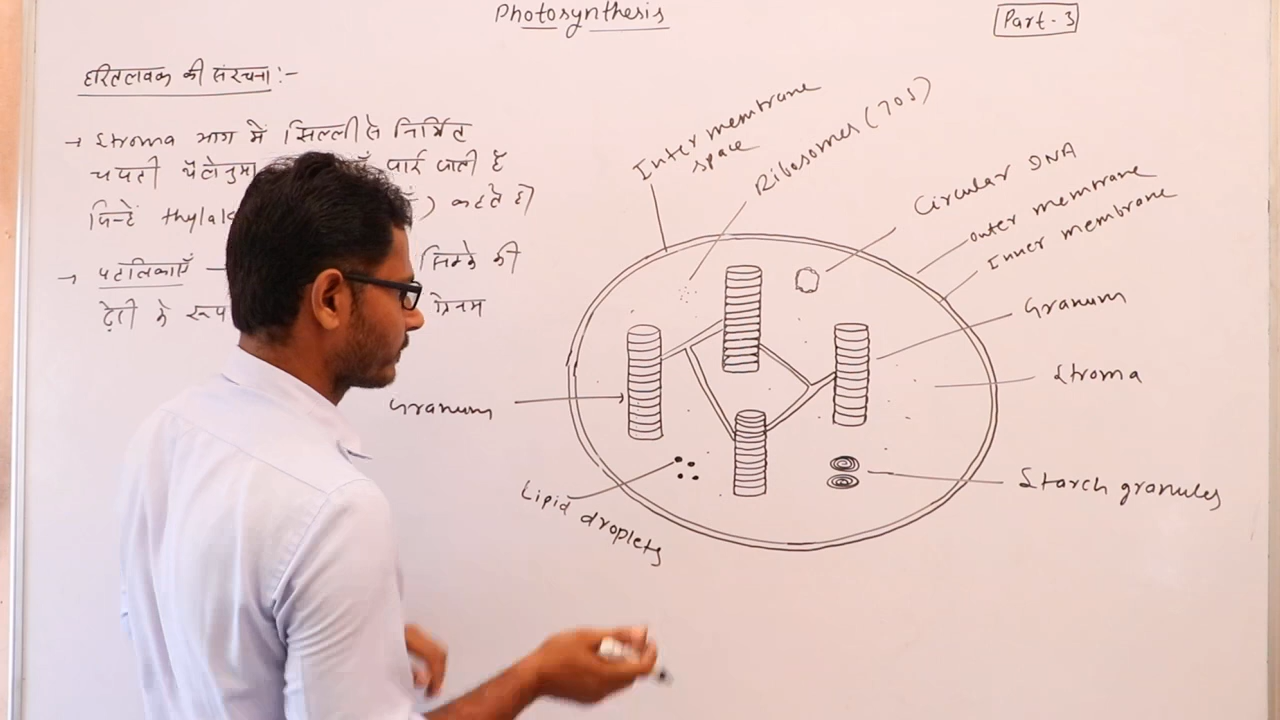 Photosynthesis
Part-3
हरितलवक की संरचना :-
→ Stroma भाग में झिल्ली से निर्मित
चपटी थैलीनुमा पाई जाती है
जिन्हें ) कहते हैं।
→ पटलिकाएँ - सिक्के की
ढेरी के रूप
Inter membrane
space
Ribosomes (70S)
Circular DNA
outer membrane
Inner membrane
Granum
Stroma
Starch granules
Granum
Lipid droplets